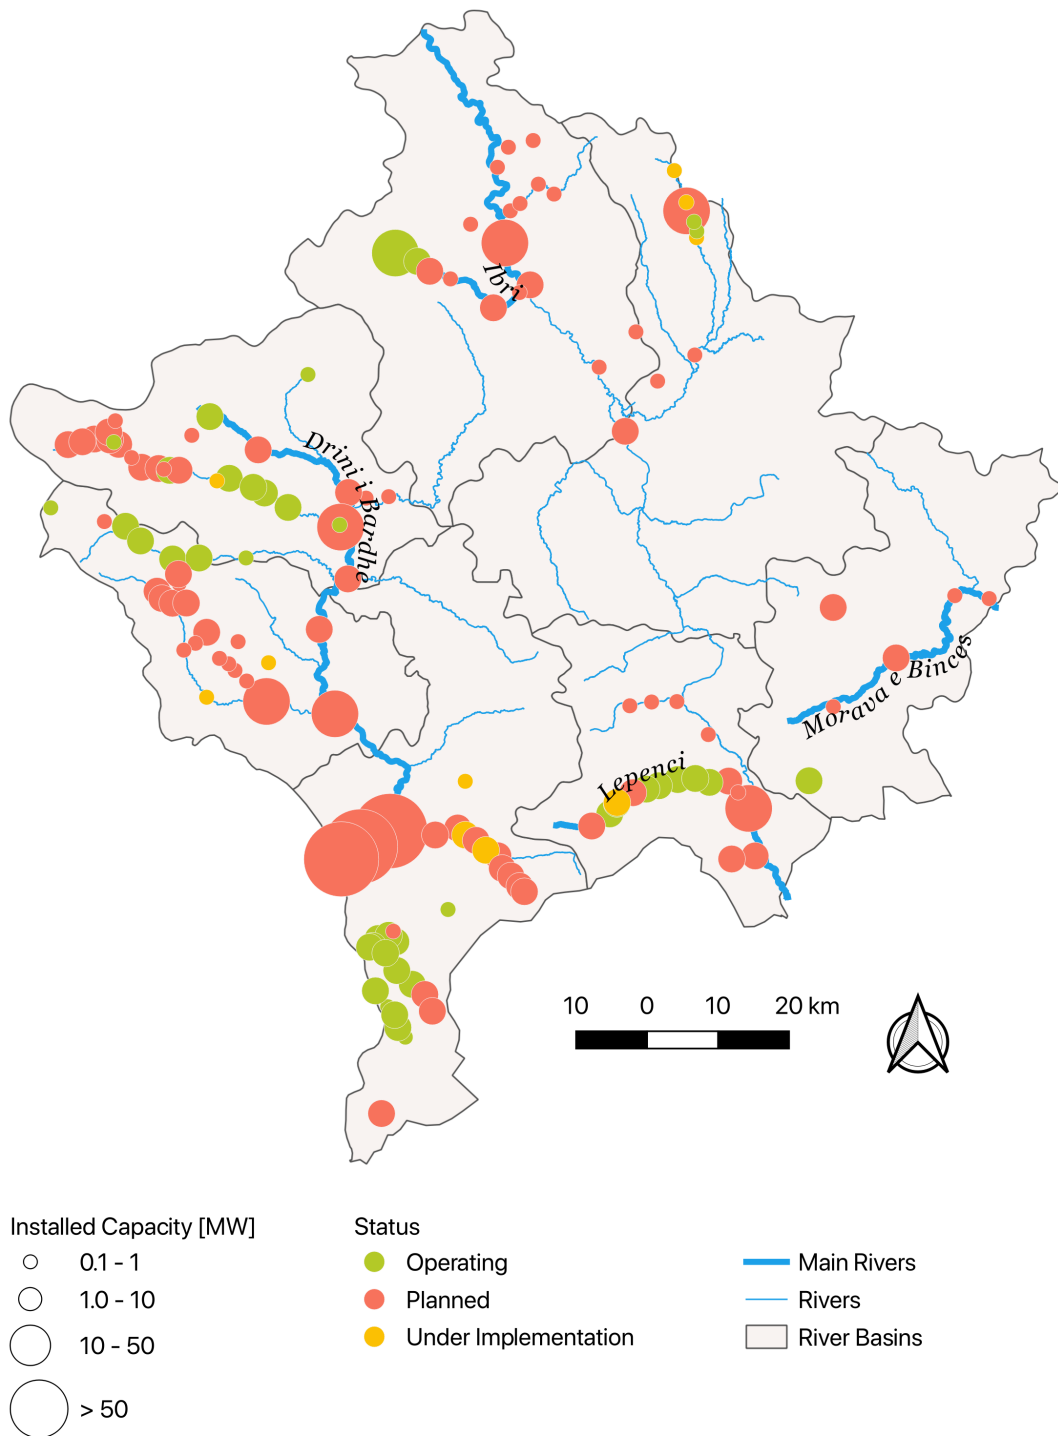 Ibri
Drini i Bardhe
Morava e Binces
Lepenci
10 0 10 20 km
Installed Capacity [MW]
0.1 - 1
1.0 - 10
10 - 50
> 50
Status
Operating
Planned
Under Implementation
Main Rivers
Rivers
River Basins